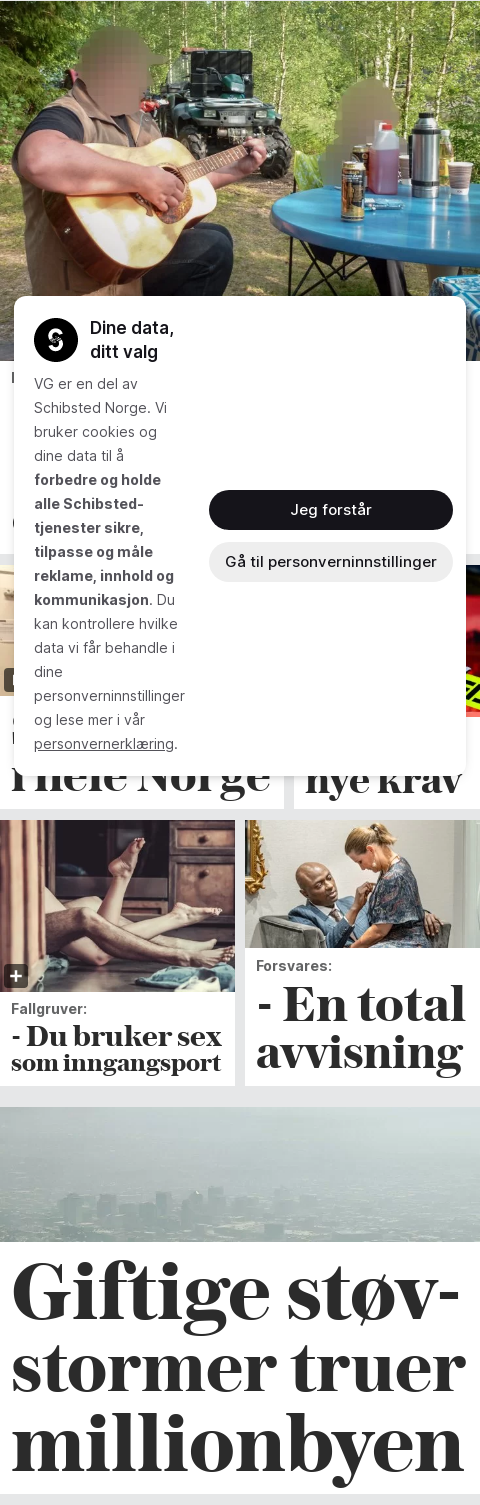 Dine data,
ditt valg
VG er en del av
Schibsted Norge. Vi
bruker cookies og
dine data til å
forbedre og holde
alle Schibsted-
tjenester sikre,
tilpasse og måle
reklame, innhold og
kommunikasjon. Du
kan kontrollere hvilke
data vi får behandle i
dine
personverninnstillinger
og lese mer i vår
personvernerklæring.
Jeg forstår
Gå til personverninnstillinger
i hele Norge
nye krav
Fallgruver:
- Du bruker sex
som inngangsport
Forsvares:
- En total
avvisning
Giftige støv-
stormer truer
millionbyen